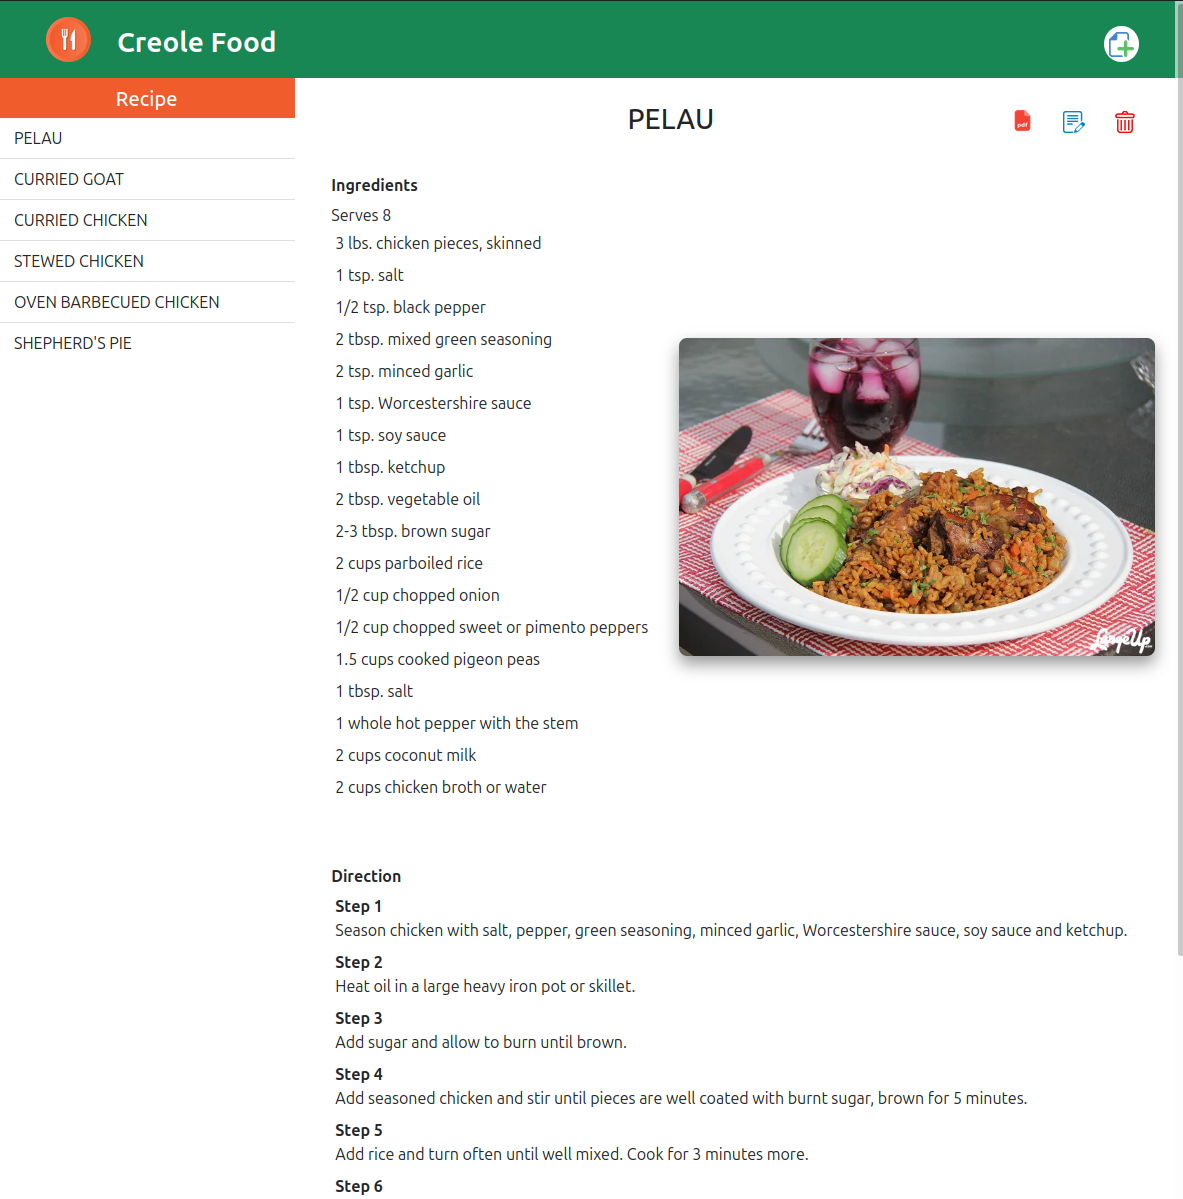 Creole Food
Recipe
PELAU
CURRIED GOAT
CURRIED CHICKEN
STEWED CHICKEN
OVEN BARBECUED CHICKEN
SHEPHERD'S PIE
PELAU
pdf
Ingredients
Serves 8
3 lbs. chicken pieces, skinned
1 tsp. salt
1/2 tsp. black pepper
2 tbsp. mixed green seasoning
2 tsp. minced garlic
1 tsp. Worcestershire sauce
1 tsp. soy sauce
1 tbsp. ketchup
2 tbsp. vegetable oil
2-3 tbsp. brown sugar
2 cups parboiled rice
1/2 cup chopped onion
1/2 cup chopped sweet or pimento peppers
1.5 cups cooked pigeon peas
1 tbsp. salt
1 whole hot pepper with the stem
2 cups coconut milk
2 cups chicken broth or water
LargeUp
Direction
Step 1
Season chicken with salt, pepper, green seasoning, minced garlic, Worcestershire sauce, soy sauce and ketchup.
Step 2
Heat oil in a large heavy iron pot or skillet.
Step 3
Add sugar and allow to burn until brown.
Step 4
Add seasoned chicken and stir until pieces are well coated with burnt sugar, brown for 5 minutes.
Step 5
Add rice and turn often until well mixed. Cook for 3 minutes more.
Step 6